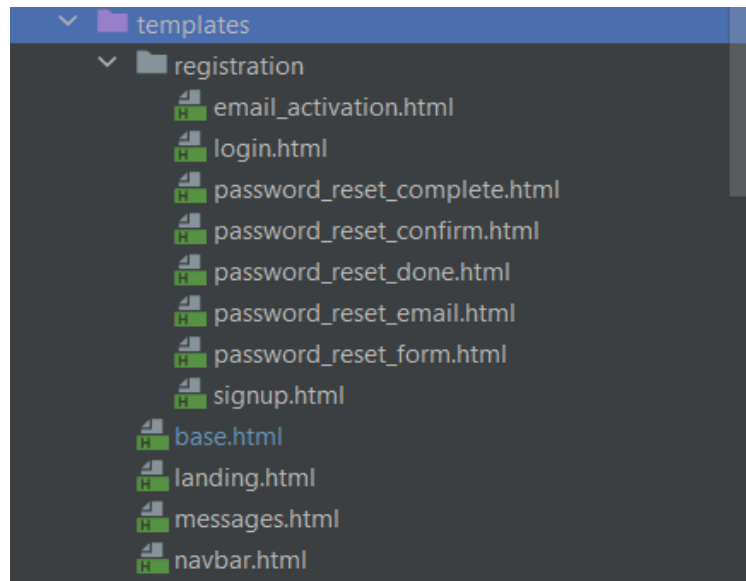 templates
registration
H email_activation.html
H login.html
H password_reset_complete.html
H password_reset_confirm.html
H password_reset_done.html
H password_reset_email.html
H password_reset_form.html
H signup.html
H base.html
H landing.html
H messages.html
H navbar.html